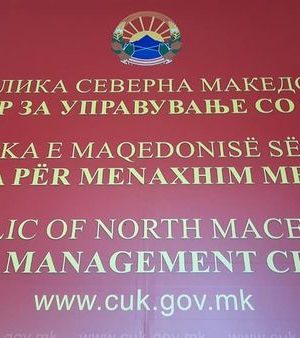 ЛИКА СЕВЕРНА МАКЕДО
Р ЗА УПРАВУВАЊЕ СО
KA E MAQEDONISË SË
A PËR MENAXHIM ME
LIC OF NORTH MACE
MANAGEMENT CE
www.cuk.gov.mk